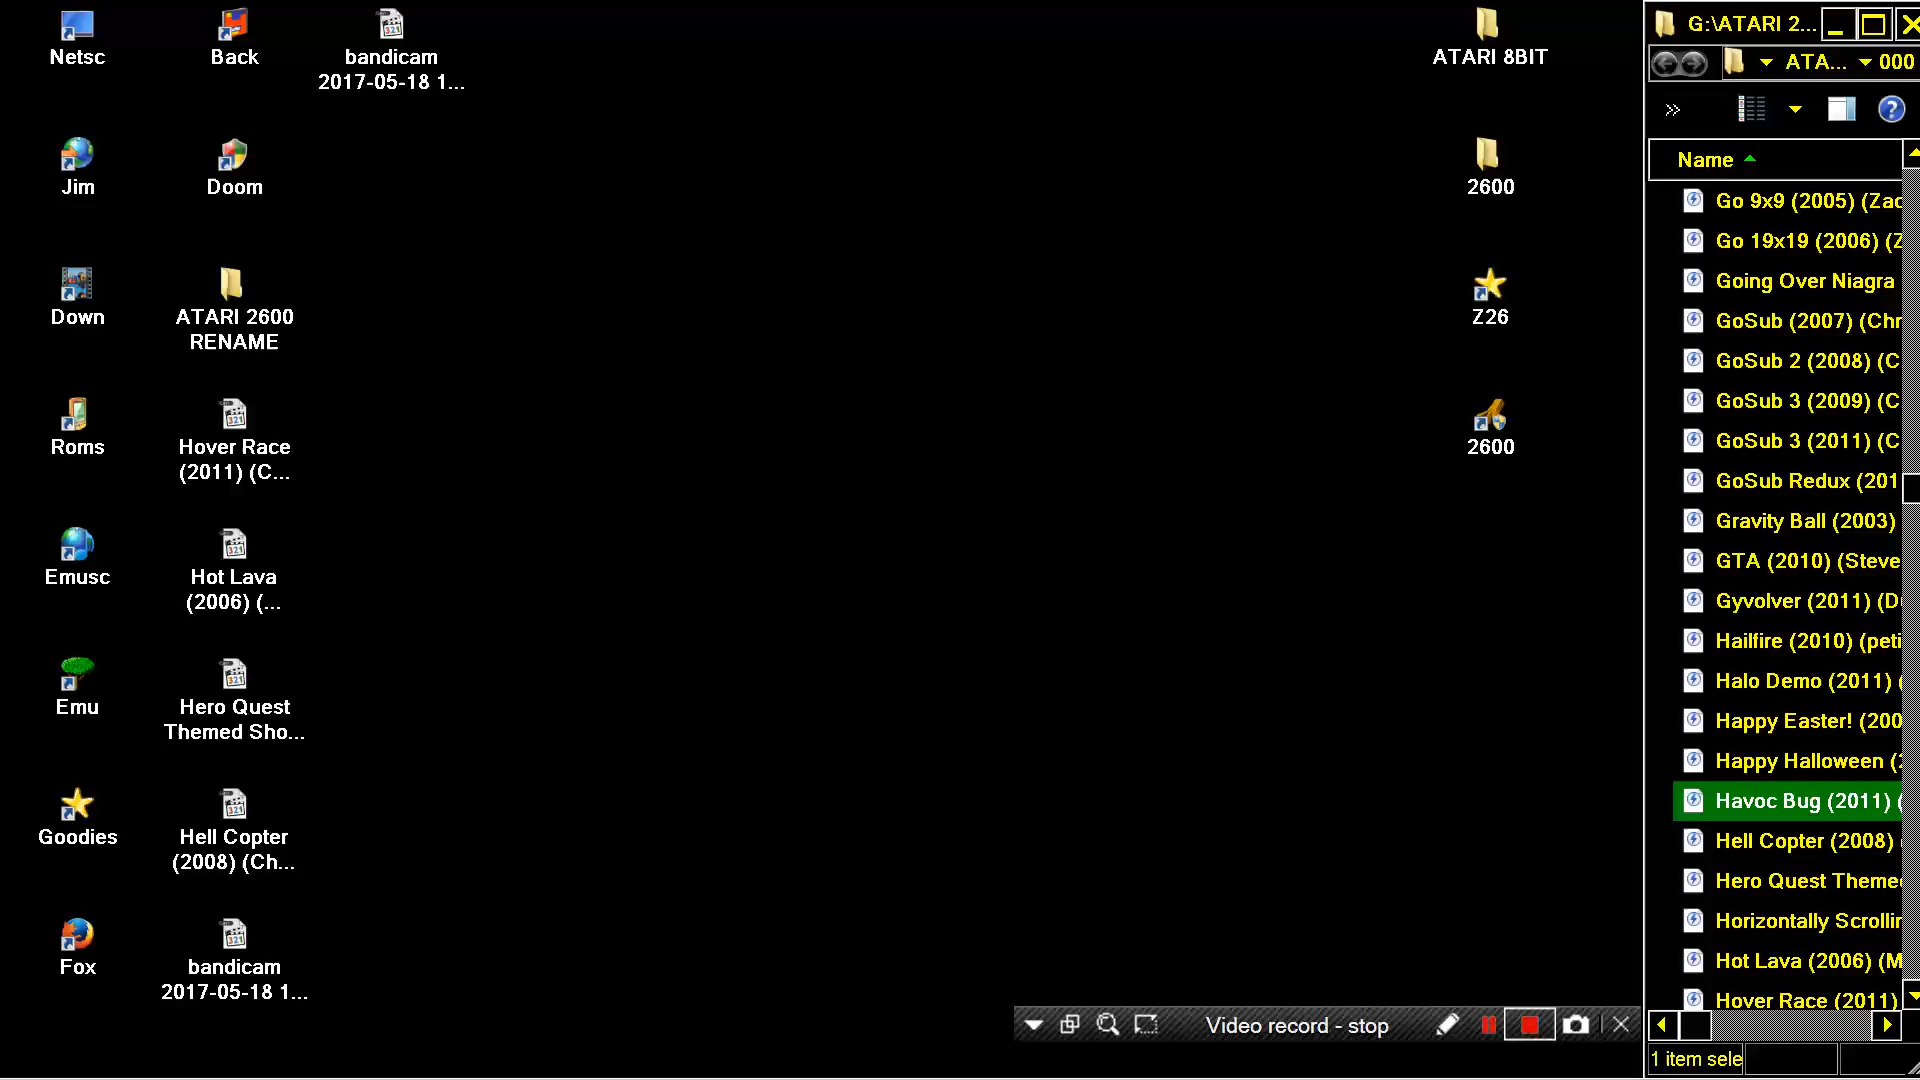 Netsc
Back
bandicam
2017-05-18 1...
Jim
Doom
Down
ATARI 2600
RENAME
Roms
Hover Race
(2011) (C...
Emusc
Hot Lava
(2006) (...
Emu
Hero Quest
Themed Sho...
Goodies
Hell Copter
(2008) (Ch...
Fox
bandicam
2017-05-18 1...
ATARI 8BIT
2600
Z26
2600
Video record - stop
G:\ATARI 2...
ATA... 000
Name
Go 9x9 (2005) (Zac
Go 19x19 (2006) (Z
Going Over Niagra
GoSub (2007) (Chr
GoSub 2 (2008) (C
GoSub 3 (2009) (C
GoSub 3 (2011) (C
GoSub Redux (201
Gravity Ball (2003)
GTA (2010) (Steve
Gyvolver (2011) (D
Hailfire (2010) (peti
Halo Demo (2011) (
Happy Easter! (200
Happy Halloween (2
Havoc Bug (2011) (
Hell Copter (2008)
Hero Quest Theme
Horizontally Scrollin
Hot Lava (2006) (M
Hover Race (2011)
1 item sele